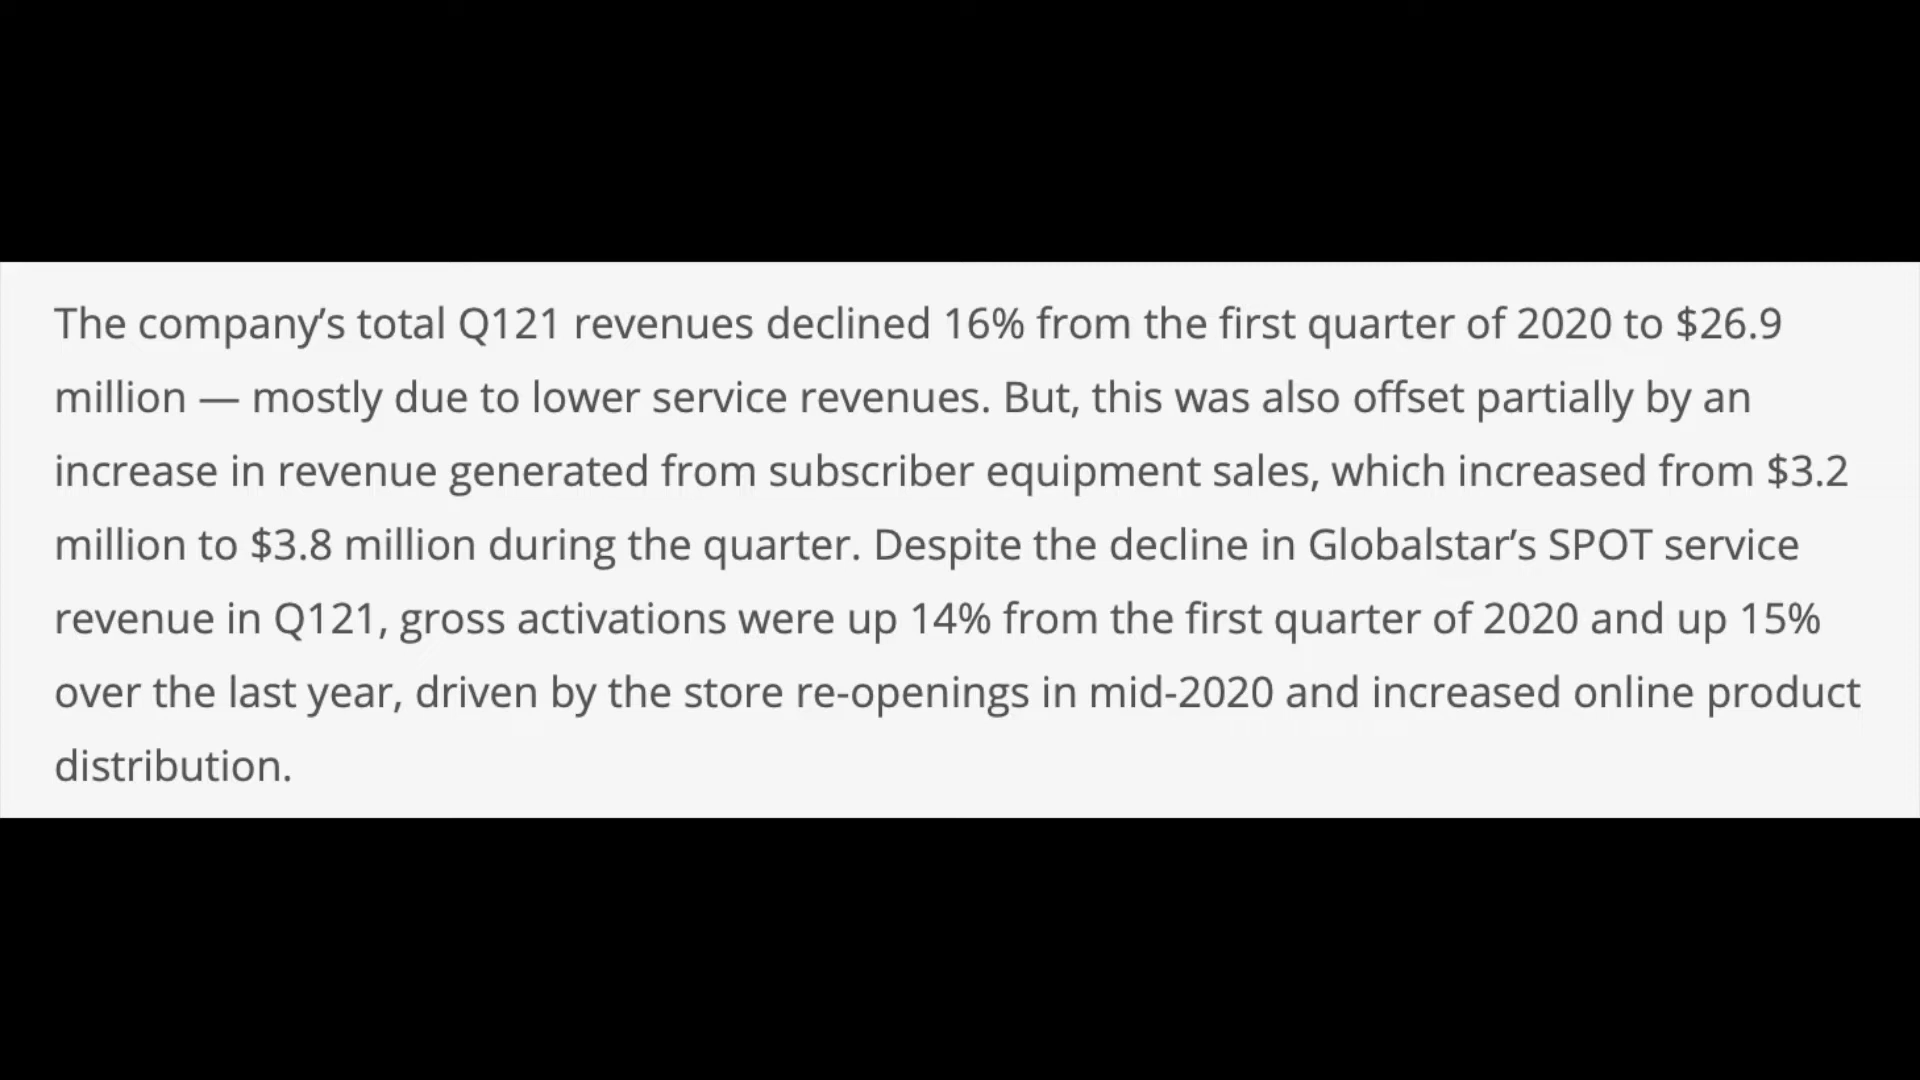 The company’s total Q121 revenues declined 16% from the first quarter of 2020 to $26.9
million — mostly due to lower service revenues. But, this was also offset partially by an
increase in revenue generated from subscriber equipment sales, which increased from $3.2
million to $3.8 million during the quarter. Despite the decline in Globalstar’s SPOT service
revenue in Q121, gross activations were up 14% from the first quarter of 2020 and up 15%
over the last year, driven by the store re-openings in mid-2020 and increased online product
distribution.